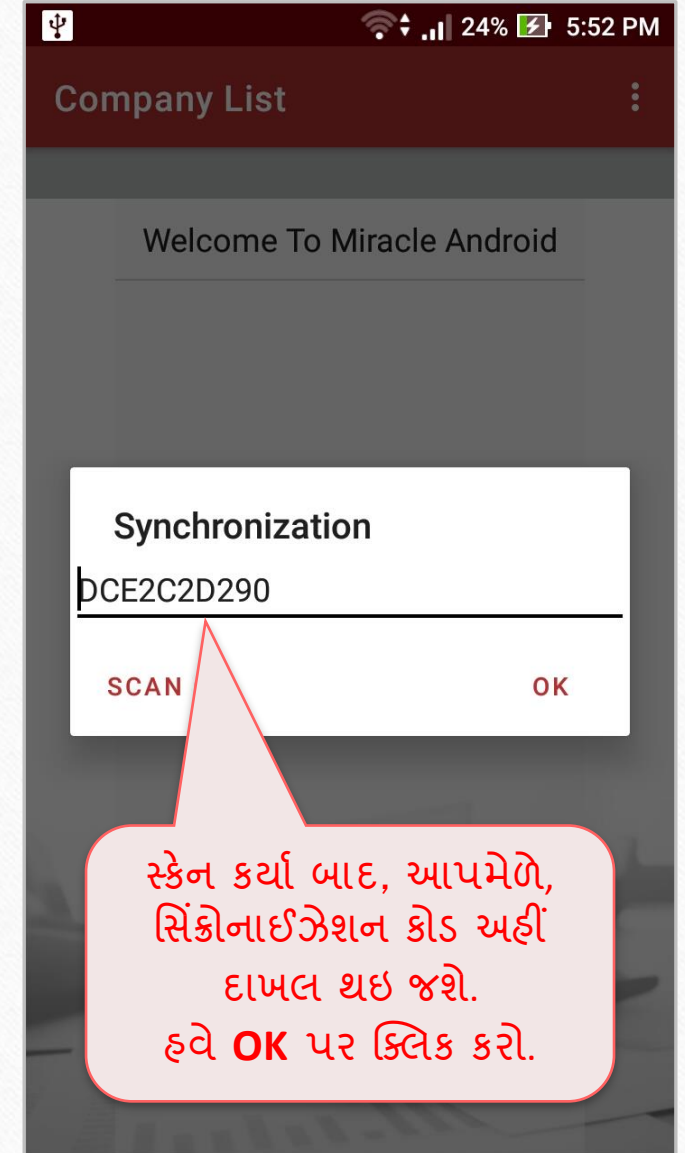 24% 5:52 PM
Company List
Welcome To Miracle Android
Synchronization
DCE2C2D290
SCAN OK
સ્કેન કર્યા બાદ, આપમેળે,
સિંક્રોનાઈઝેશન કોડ અહીં
દાખલ થઇ જશે.
હવે OK પર ક્લિક કરો.